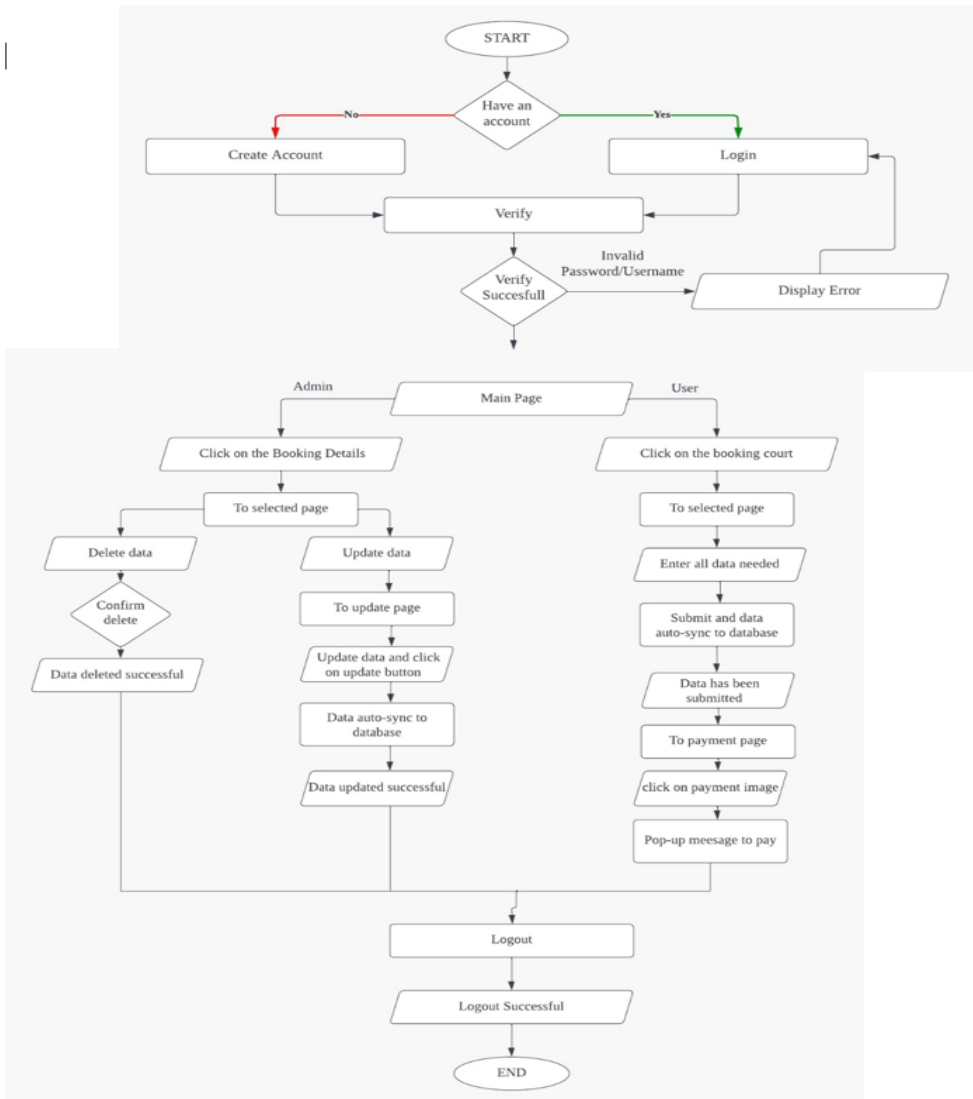 START
Have an
account
No
Yes
Create Account
Login
Verify
Invalid
Password/Username
Verify
Succesfull
Display Error
Admin
Main Page
User
Click on the Booking Details
Click on the booking court
To selected page
To selected page
Delete data
Update data
Enter all data needed
Confirm
delete
To update page
Submit and data
auto-sync to database
Data deleted successful
Update data and click
on update button
Data has been
submitted
Data auto-sync to
database
To payment page
Data updated successful
click on payment image
Pop-up meesage to pay
Logout
Logout Successful
END